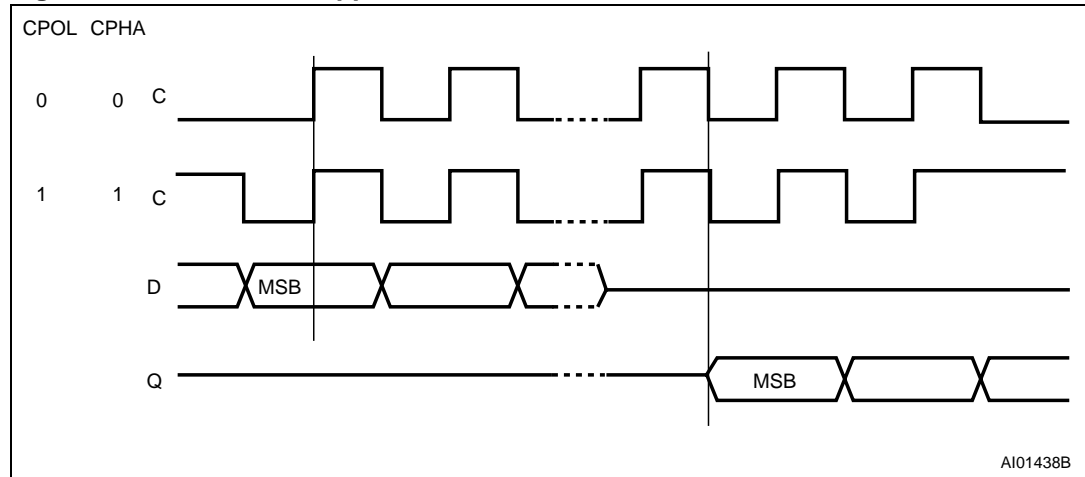 CPOL CPHA
0 0 C
1 1 C
D MSB
Q MSB
AI01438B